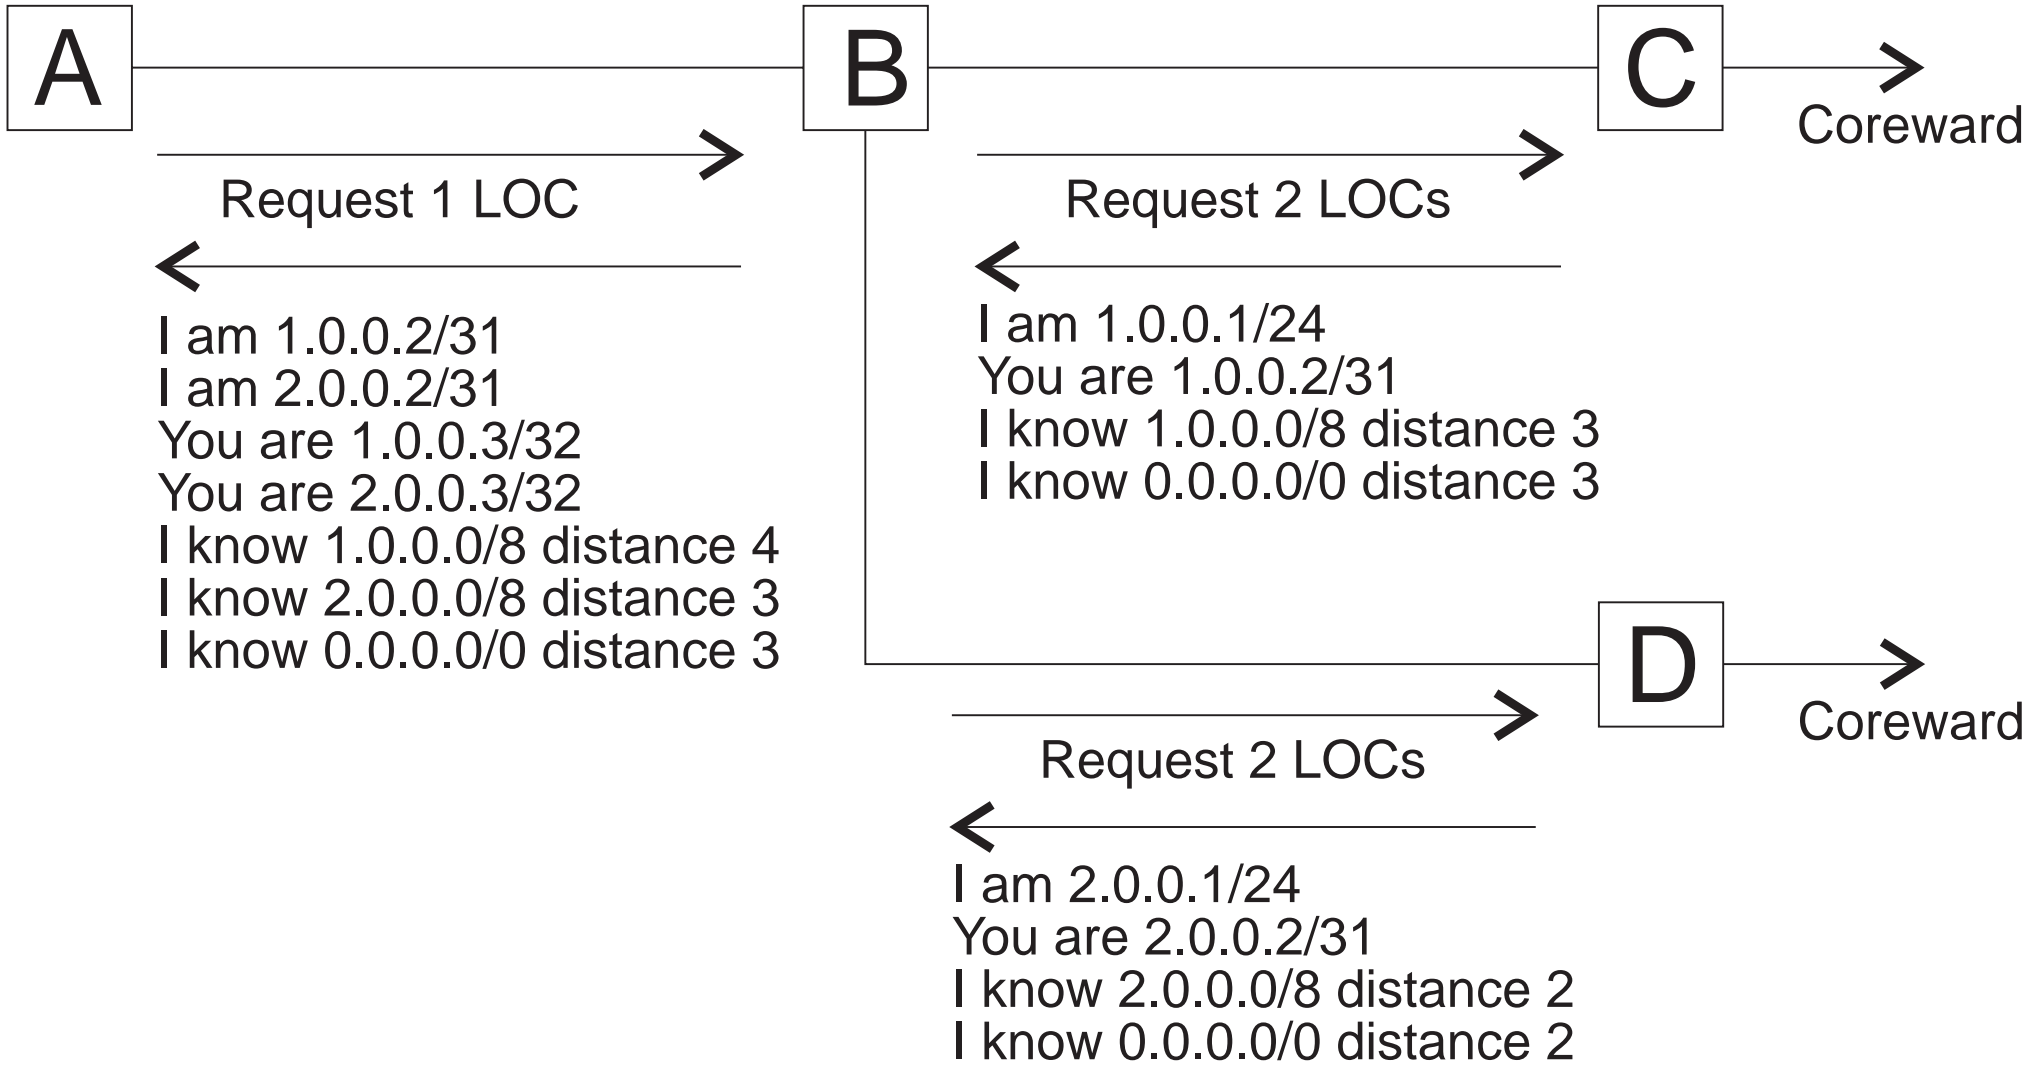 A
B
C
Coreward
Request 1 LOC
Request 2 LOCs
I am 1.0.0.2/31
I am 2.0.0.2/31
You are 1.0.0.3/32
You are 2.0.0.3/32
I know 1.0.0.0/8 distance 4
I know 2.0.0.0/8 distance 3
I know 0.0.0.0/0 distance 3
I am 1.0.0.1/24
You are 1.0.0.2/31
I know 1.0.0.0/8 distance 3
I know 0.0.0.0/0 distance 3
D
Coreward
Request 2 LOCs
I am 2.0.0.1/24
You are 2.0.0.2/31
I know 2.0.0.0/8 distance 2
I know 0.0.0.0/0 distance 2